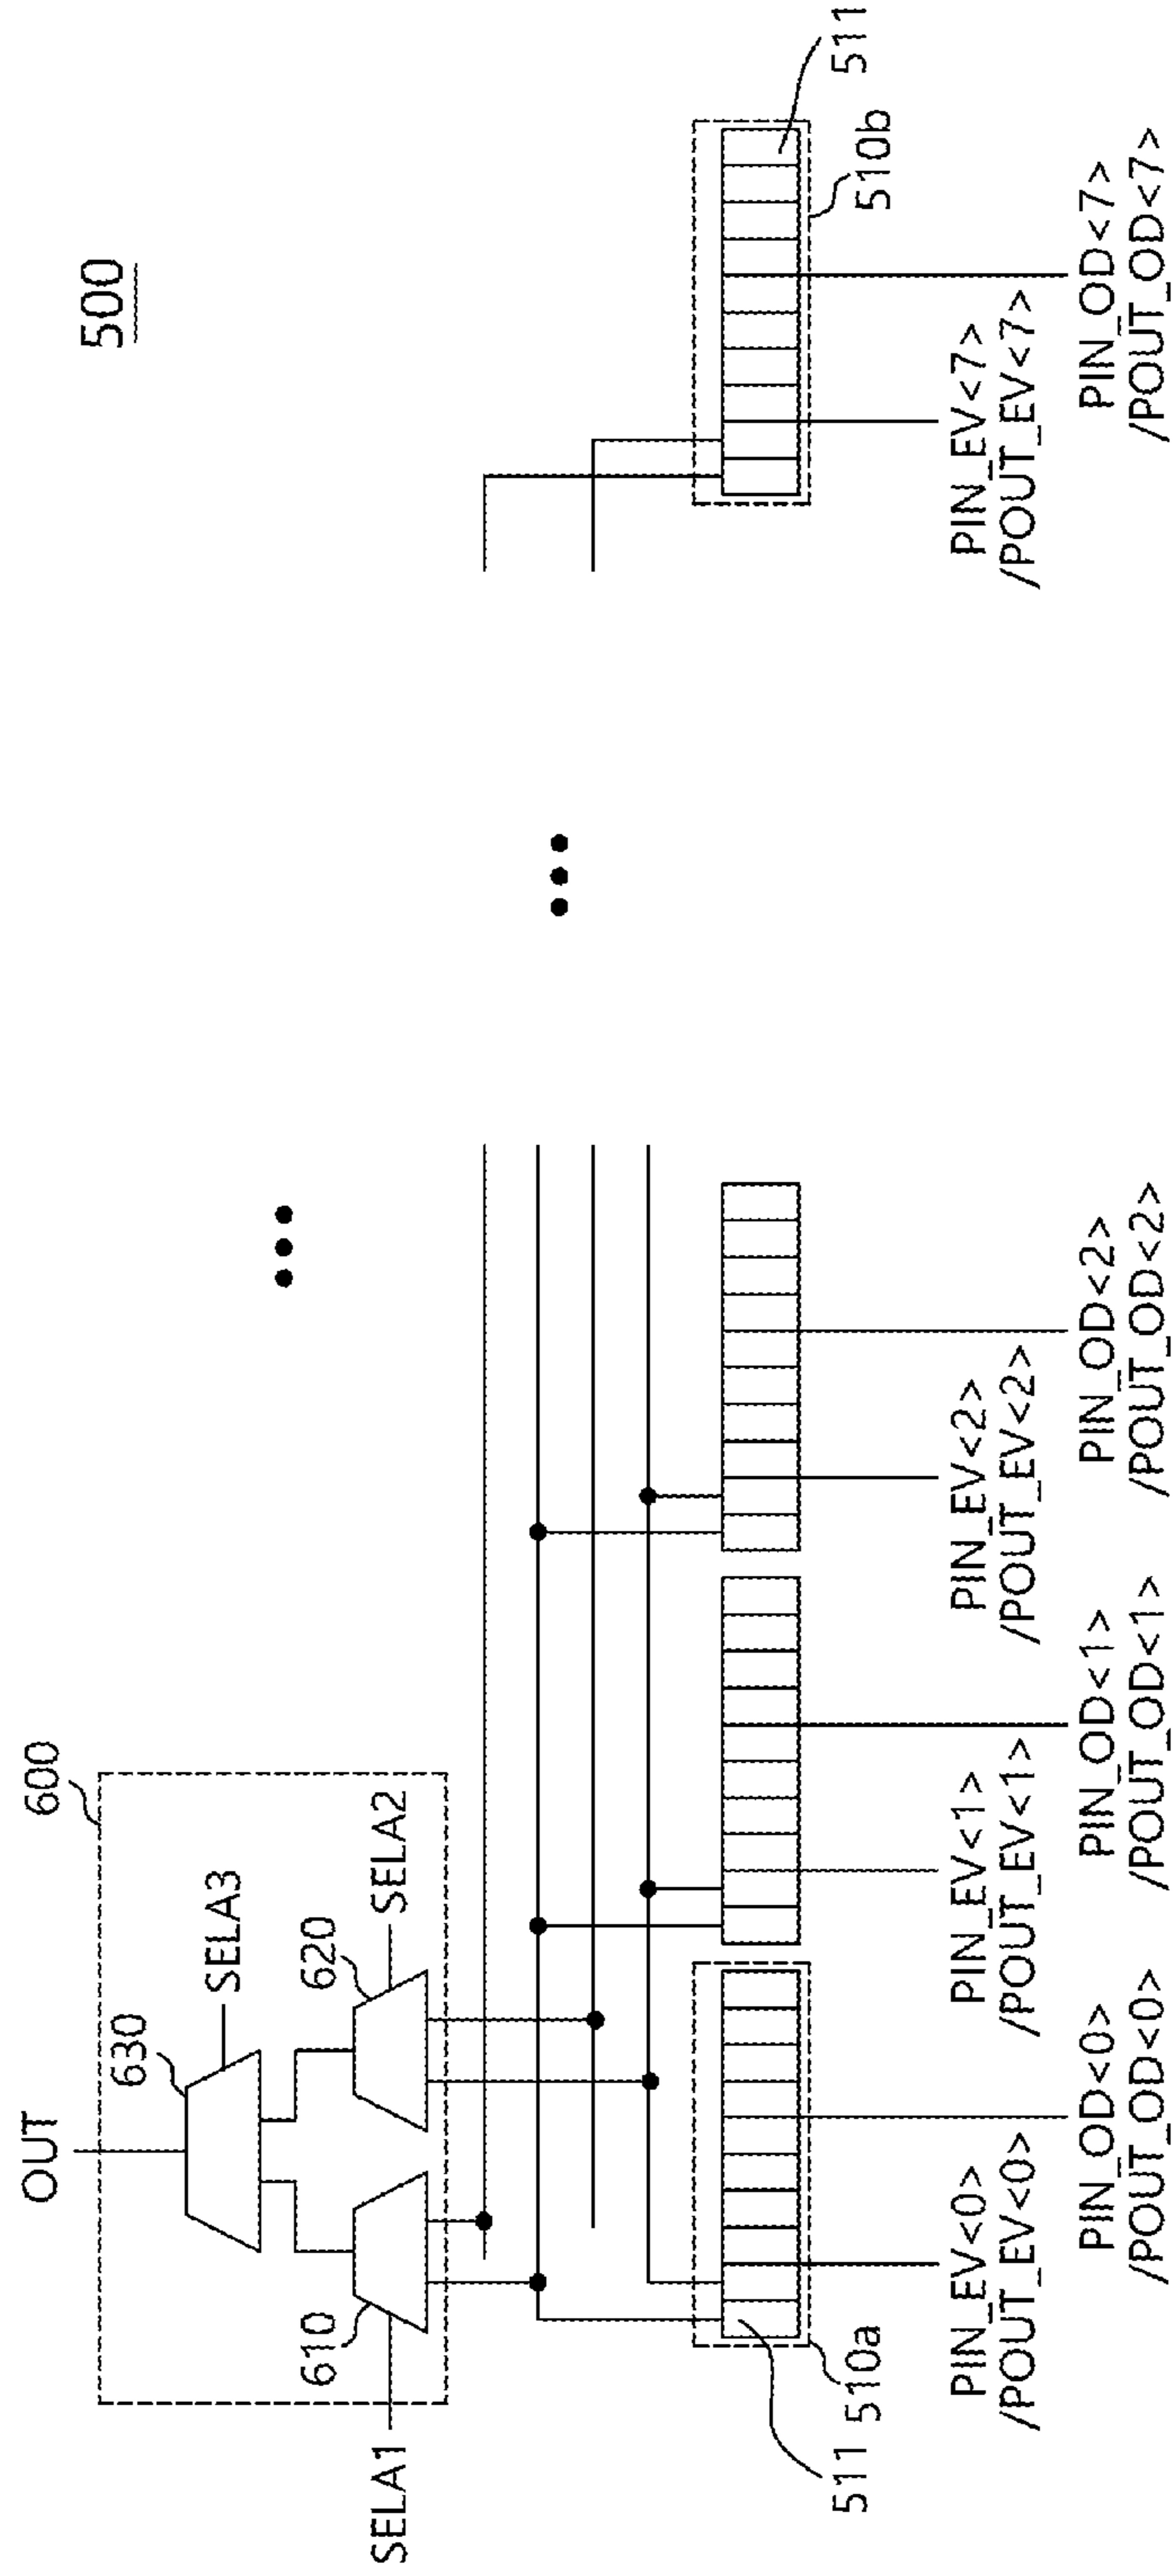 500
OUT
600
630
SELA3
610
620
SELA1
SELA2
511
510a
510b
511
PIN_EV<0>
/POUT_EV<0>
PIN_OD<0>
/POUT_OD<0>
PIN_EV<1>
/POUT_EV<1>
PIN_OD<1>
/POUT_OD<1>
PIN_EV<2>
/POUT_EV<2>
PIN_OD<2>
/POUT_OD<2>
PIN_EV<7>
/POUT_EV<7>
PIN_OD<7>
/POUT_OD<7>